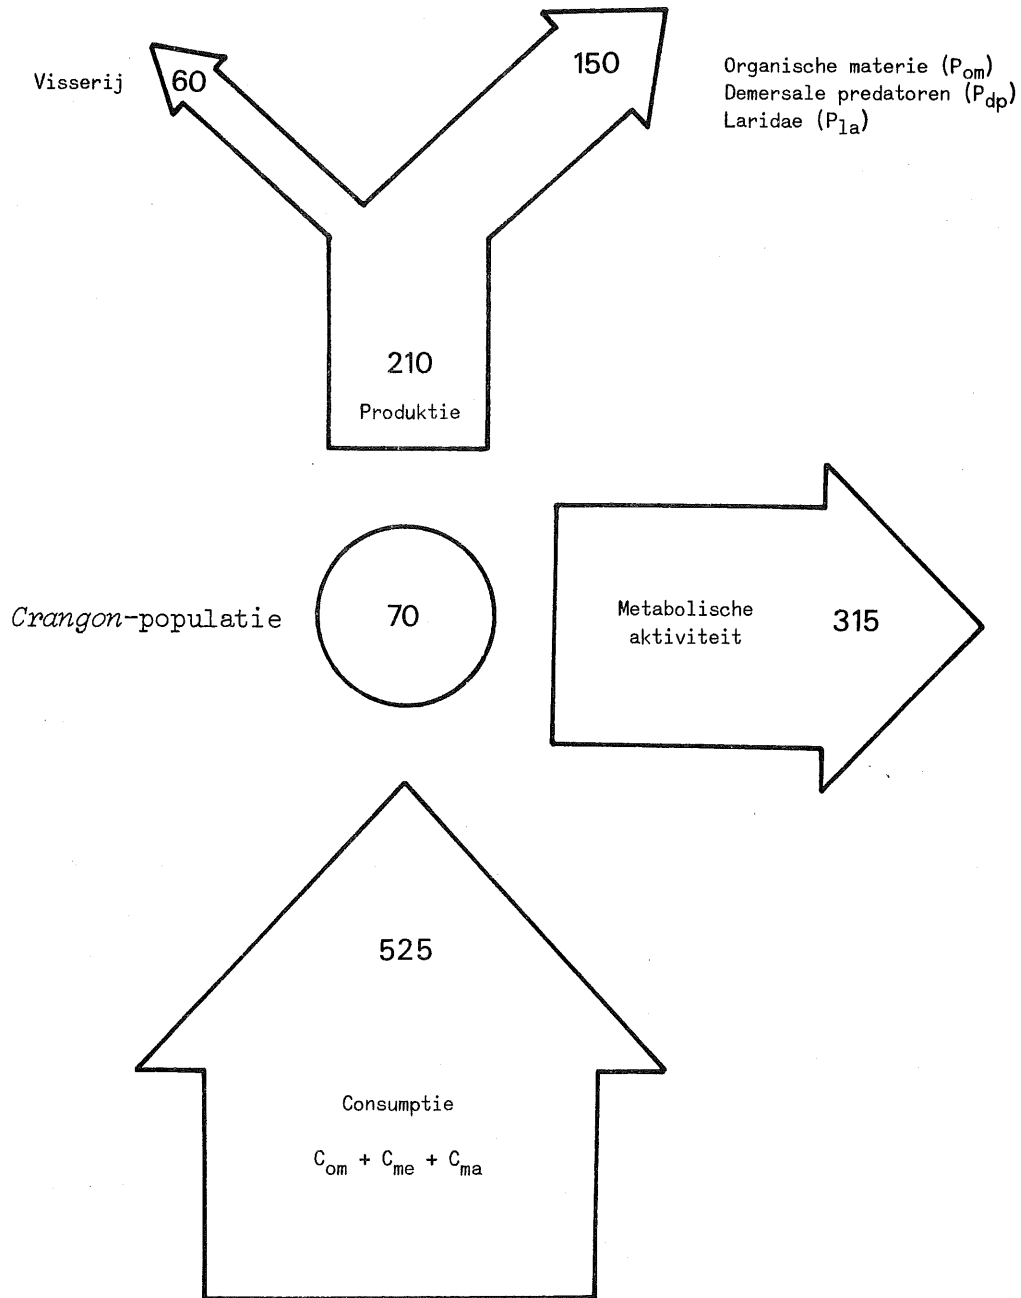 Visserij
60
150
Organische materie (P_om)
Demersale predatoren (P_dp)
Laridae (P_la)
210
Produktie
Crangon-populatie
70
Metabolische
aktiviteit
315
525
Consumptie
C_om + C_me + C_ma